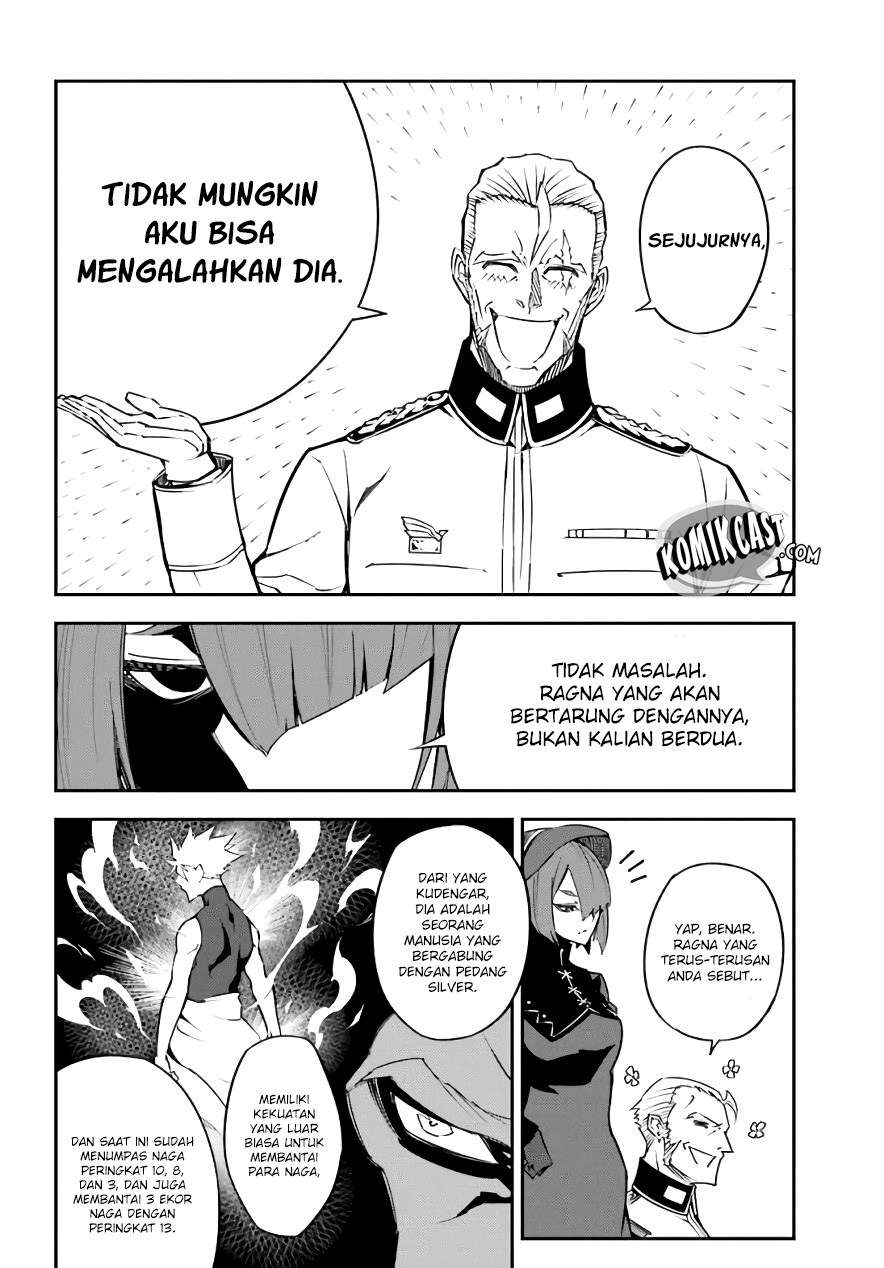 SEJUJURNYA,
TIDAK MUNGKIN
AKU BISA
MENGALAHKAN DIA.
KOMIKCAST
.COM
TIDAK MASALAH.
RAGNA YANG AKAN
BERTARUNG DENGANNYA,
BUKAN KALIAN BERDUA.
YAP, BENAR.
RAGNA YANG
TERUS-TERUSAN
ANDA SEBUT...
DARI YANG
KUDENGAR,
DIA ADALAH
SEORANG
MANUSIA YANG
BERGABUNG
DENGAN PEDANG
SILVER.
MEMILIKI
KEKUATAN
YANG LUAR
BIASA UNTUK
MEMBANTAI
PARA NAGA,
DAN SAAT INI SUDAH
MENUMPAS NAGA
PERINGKAT 10, 8,
DAN 3, DAN JUGA
MEMBANTAI 3 EKOR
NAGA DENGAN
PERINGKAT 13.